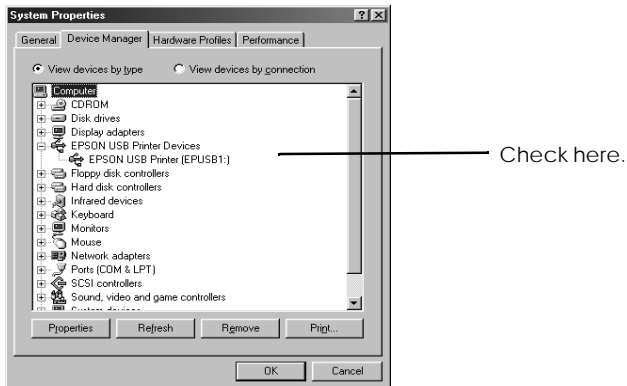 System Properties
General Device Manager Hardware Profiles Performance
View devices by type View devices by connection
Computer
CDROM
Disk drives
Display adapters
EPSON USB Printer Devices
EPSON USB Printer (EPUSB1:)
Check here.
Floppy disk controllers
Hard disk controllers
Infrared devices
Keyboard
Monitors
Mouse
Network adapters
Ports (COM & LPT)
SCSI controllers
Sound, video and game controllers
Properties Refresh Remove Print...
OK Cancel